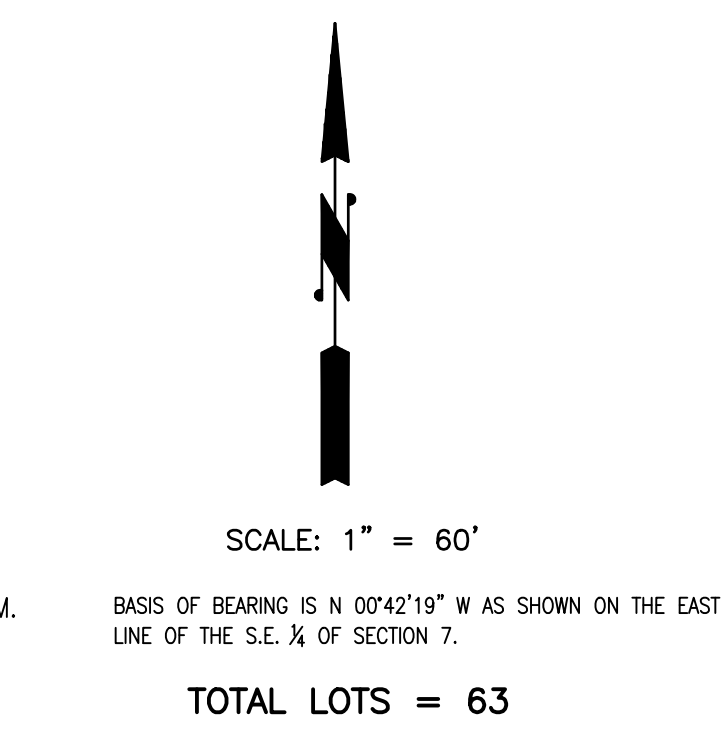 N
SCALE: 1" = 60'
M.
BASIS OF BEARING IS N 00°42'19" W AS SHOWN ON THE EAST
LINE OF THE S.E. ¼ OF SECTION 7.
TOTAL LOTS = 63